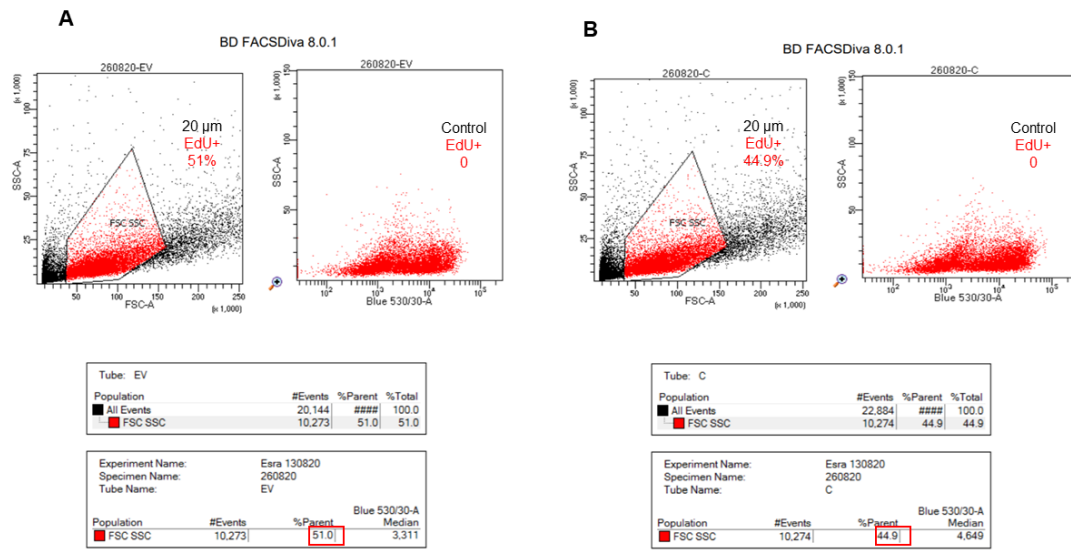 A
BD FACSDiva 8.0.1
260820-EV
(x 1,000)
SSC-A
100
75
50
25
20 µm
EdU+
51%
FSC SSC
50 100 150 200 250
FSC-A
(x 1,000)
260820-EV
(x 1,000)
SSC-A
150
100
50
Control
EdU+
0
10² 10³ 10⁴ 10⁵
Blue 530/30-A
B
BD FACSDiva 8.0.1
260820-C
(x 1,000)
SSC-A
100
75
50
25
20 µm
EdU+
44.9%
FSC SSC
50 100 150 200 250
FSC-A
(x 1,000)
260820-C
(x 1,000)
SSC-A
150
100
50
Control
EdU+
0
10² 10³ 10⁴ 10⁵
Blue 530/30-A
Tube: EV
Population #Events %Parent %Total
All Events 20,144 #### 100.0
FSC SSC 10,273 51.0 51.0
Experiment Name: Esra 130820
Specimen Name: 260820
Tube Name: EV
Blue 530/30-A
Population #Events %Parent Median
FSC SSC 10,273 51.0 3,311
Tube: C
Population #Events %Parent %Total
All Events 22,884 #### 100.0
FSC SSC 10,274 44.9 44.9
Experiment Name: Esra 130820
Specimen Name: 260820
Tube Name: C
Blue 530/30-A
Population #Events %Parent Median
FSC SSC 10,274 44.9 4,649